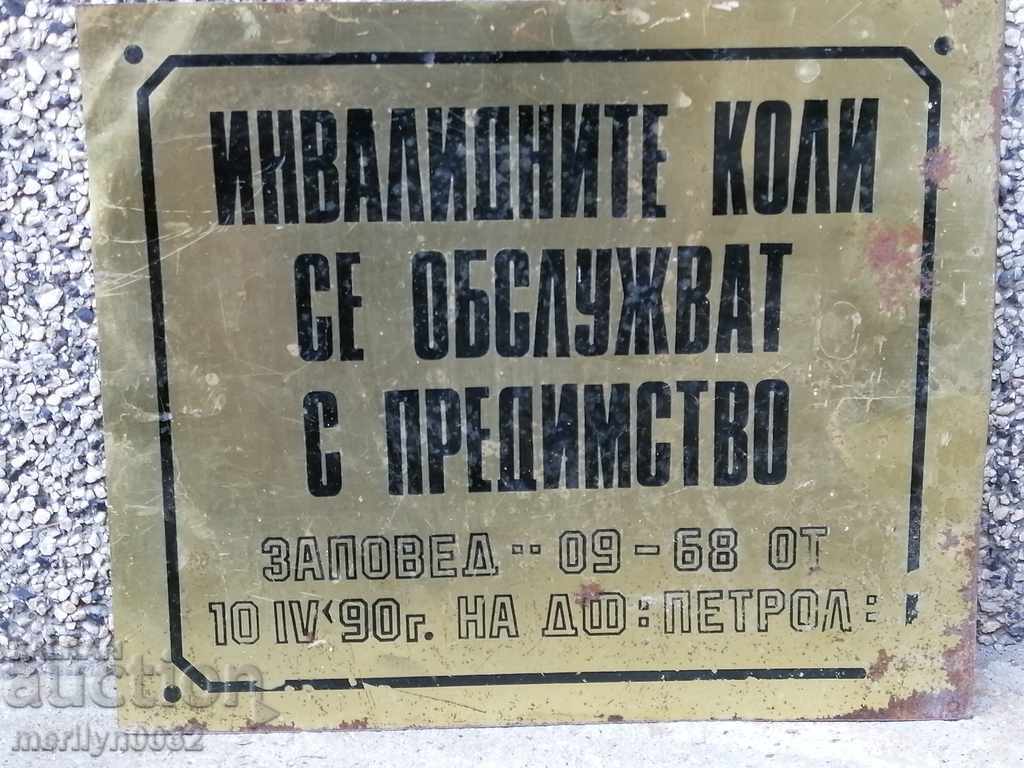 ИНВАЛИДНИТЕ КОЛИ
СЕ ОБСЛУЖВАТ
С ПРЕДИМСТВО
ЗАПОВЕД -- 09-68 ОТ
10 IV‹90г. НА ДФ :ПЕТРОЛ:
auction
merlyn0032